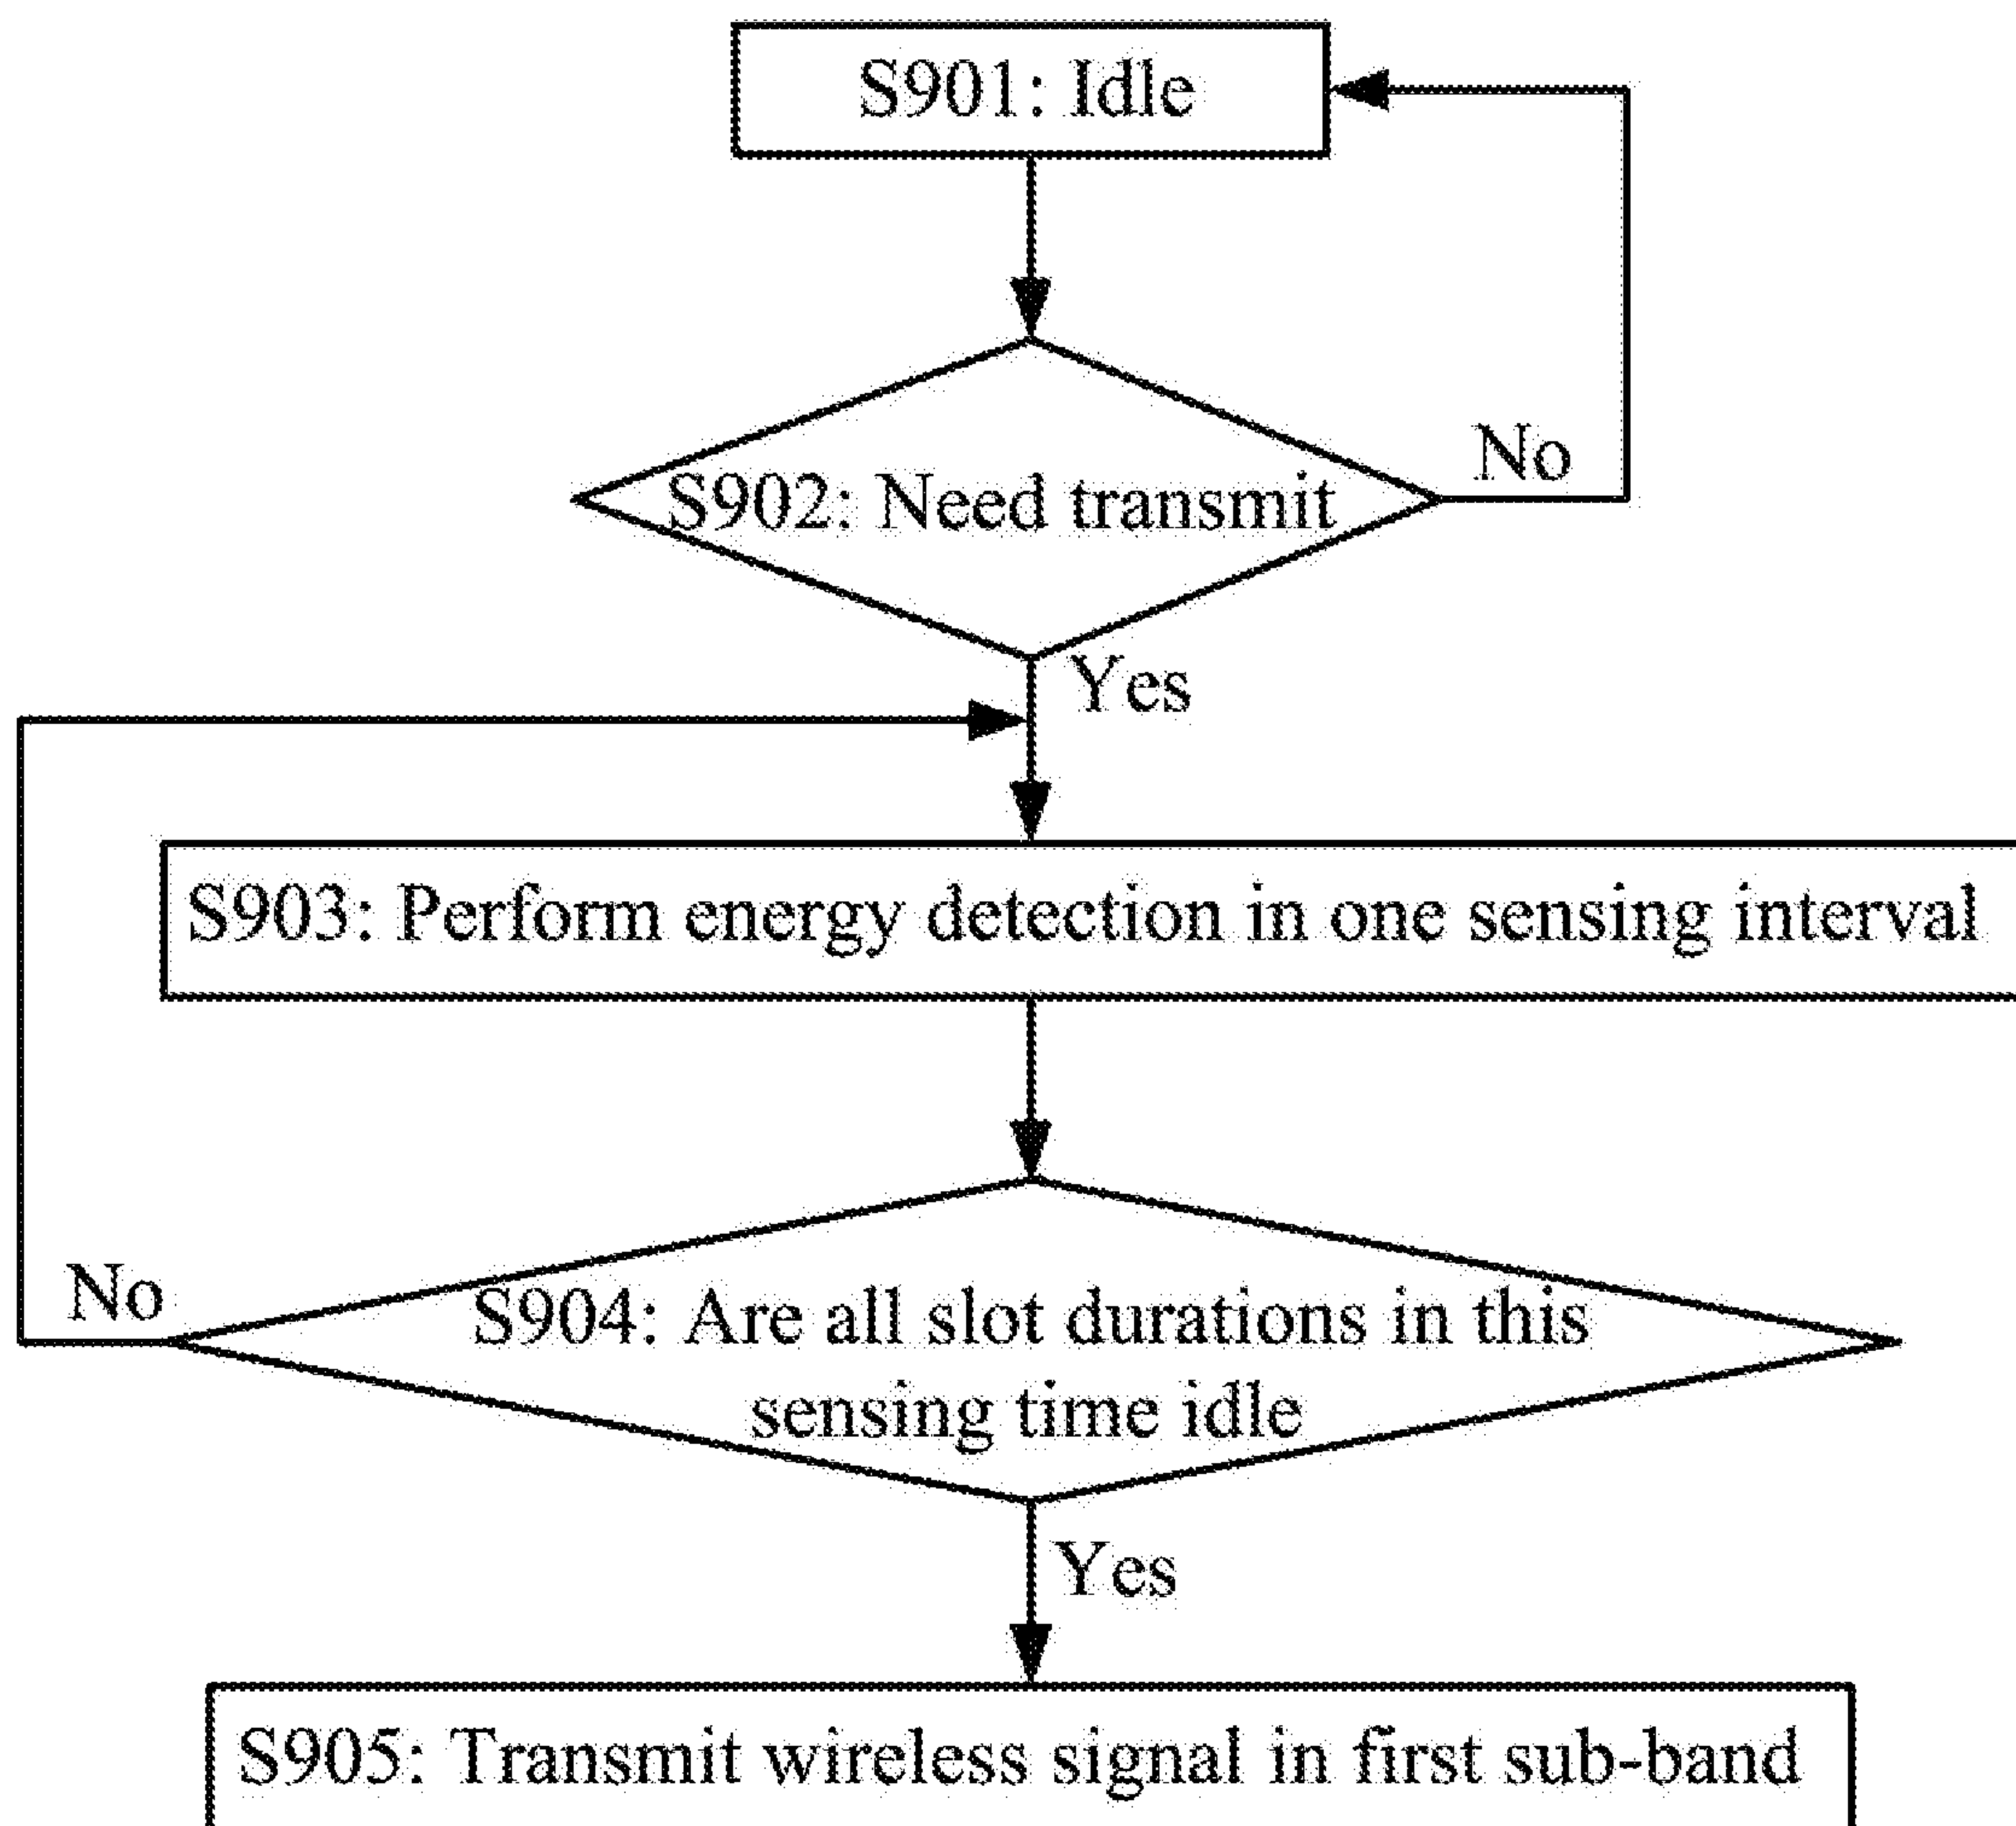 S901: Idle
S902: Need transmit
No
Yes
S903: Perform energy detection in one sensing interval
S904: Are all slot durations in this
sensing time idle
No
Yes
S905: Transmit wireless signal in first sub-band